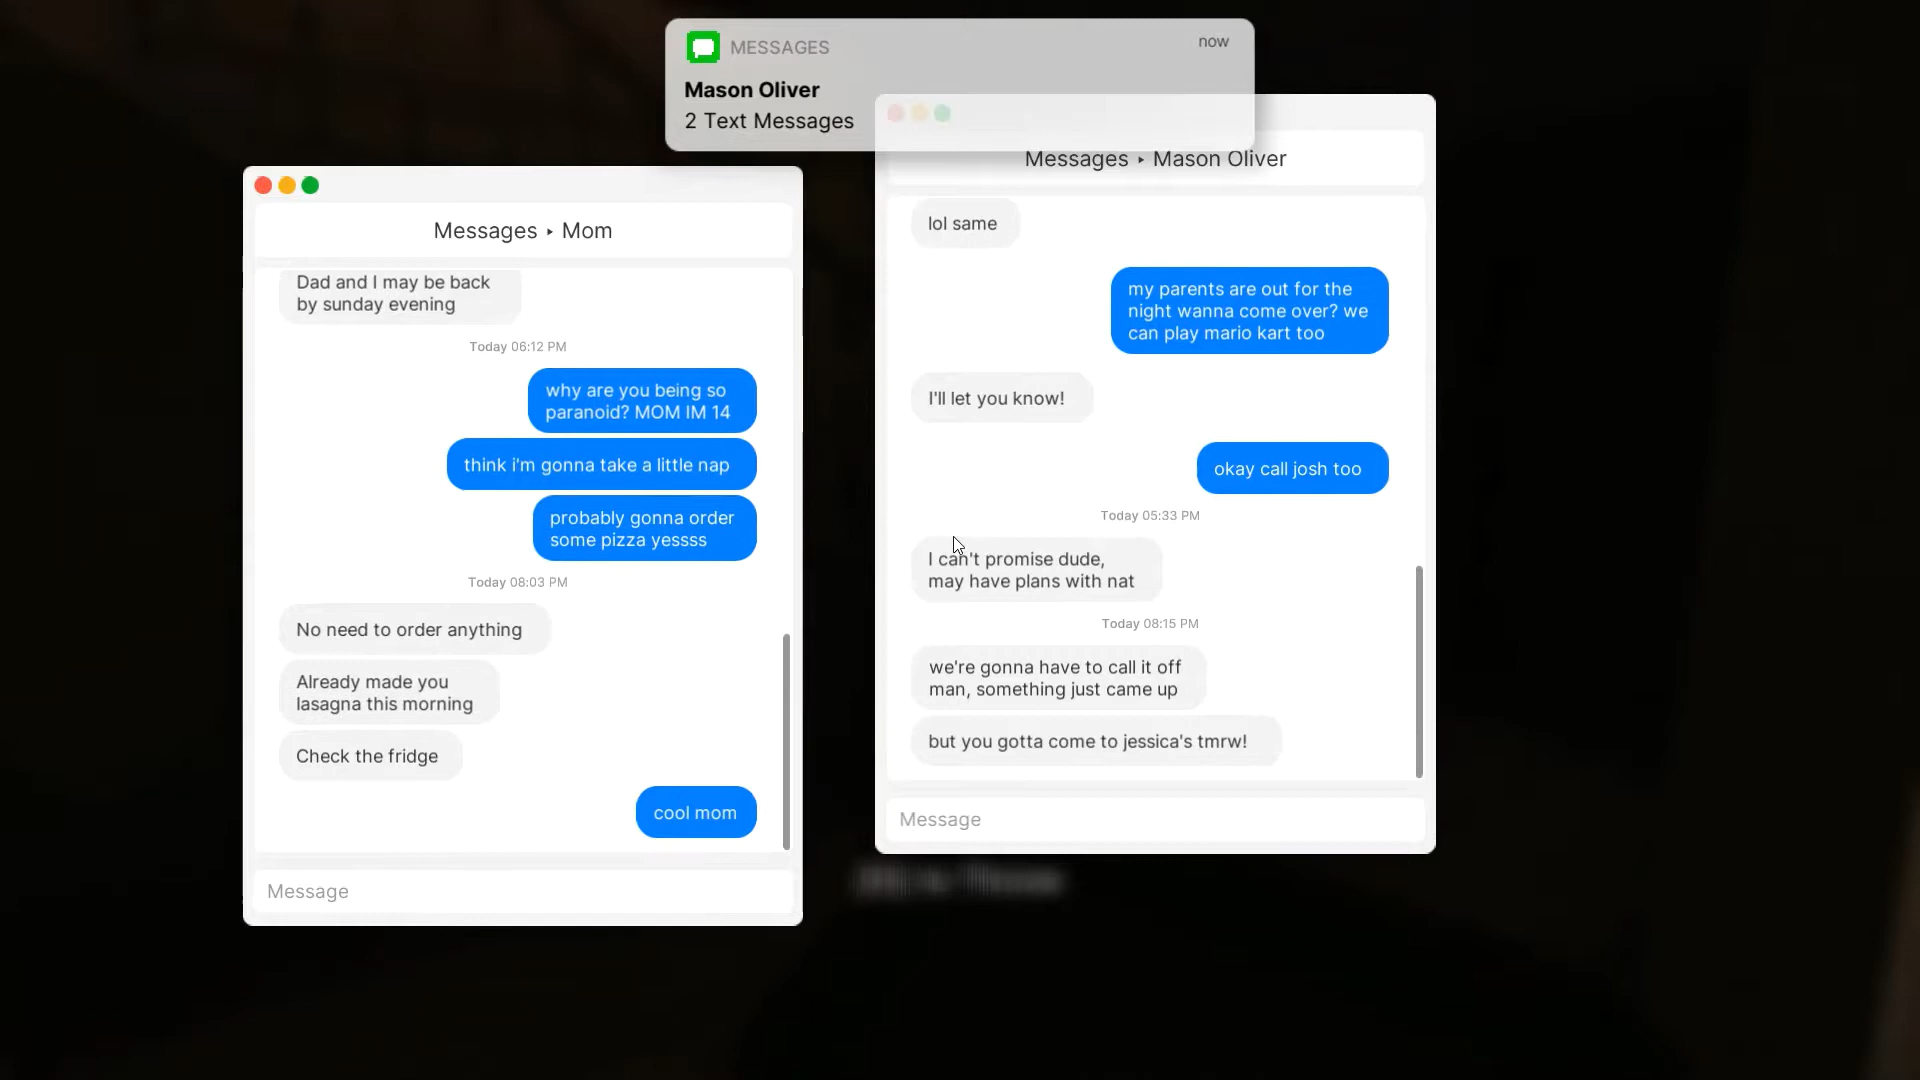 MESSAGES
now
Mason Oliver
2 Text Messages
Messages ‣ Mom
Dad and I may be back
by sunday evening
Today 06:12 PM
why are you being so
paranoid? MOM IM 14
think i'm gonna take a little nap
probably gonna order
some pizza yessss
Today 08:03 PM
No need to order anything
Already made you
lasagna this morning
Check the fridge
cool mom
Message
Messages ‣ Mason Oliver
lol same
my parents are out for the
night wanna come over? we
can play mario kart too
I'll let you know!
okay call josh too
Today 05:33 PM
I can't promise dude,
may have plans with nat
Today 08:15 PM
we're gonna have to call it off
man, something just came up
but you gotta come to jessica's tmrw!
Message